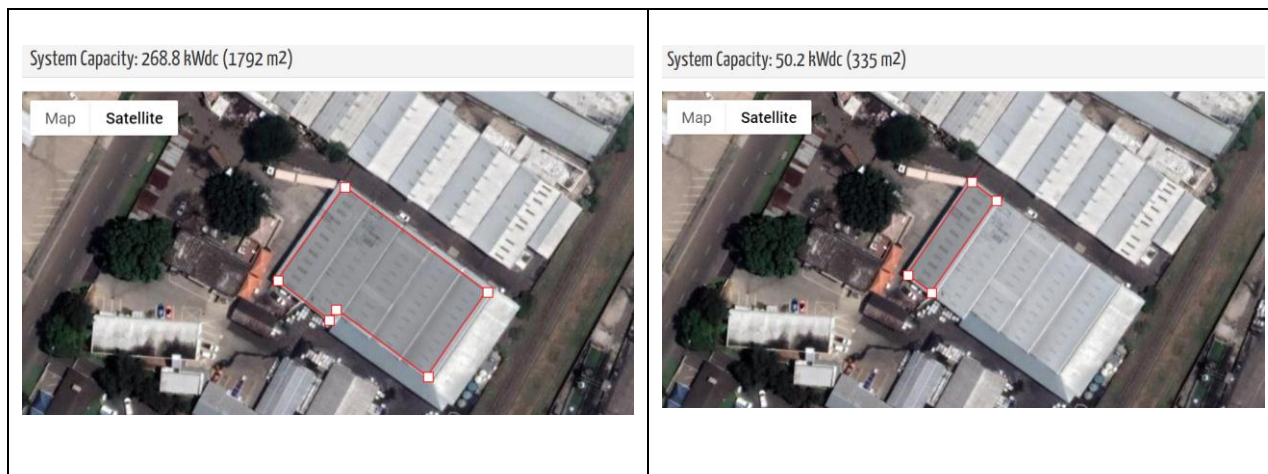 System Capacity: 268.8 kWdc (1792 m2)
Map Satellite
System Capacity: 50.2 kWdc (335 m2)
Map Satellite